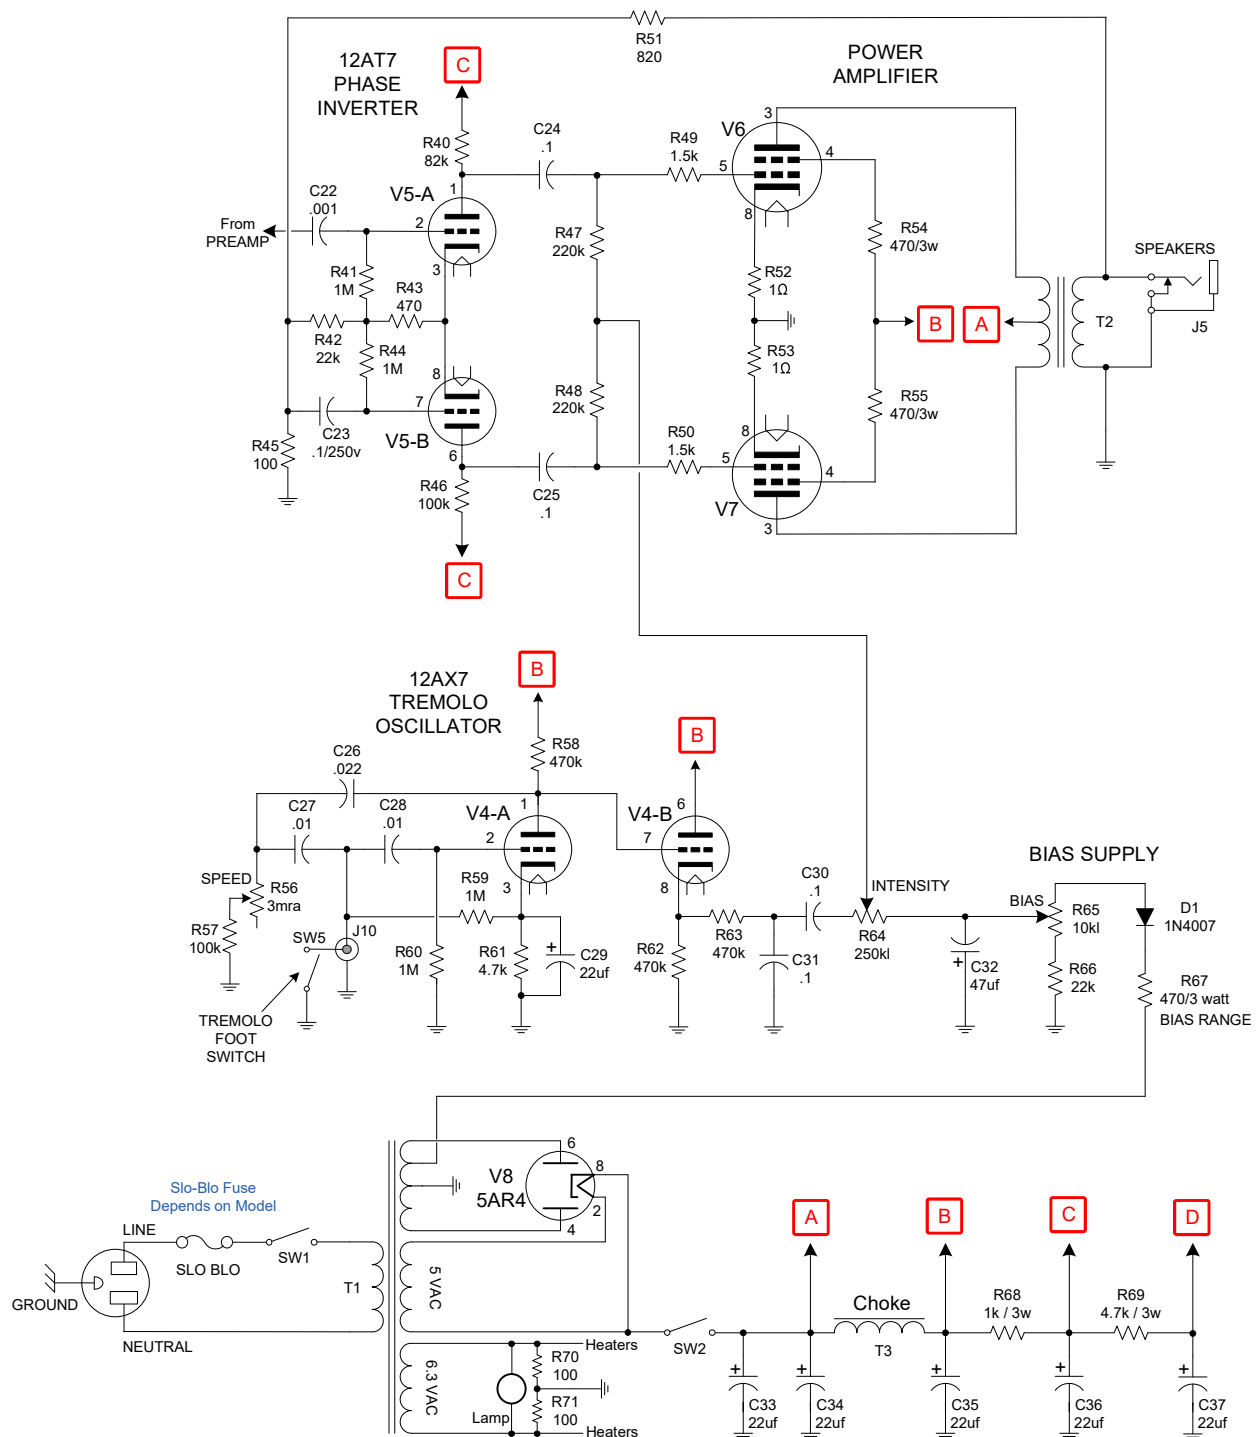 R51
820
12AT7
PHASE
INVERTER
C
POWER
AMPLIFIER
R40
82k
C24
.1
R49
1.5k
V6
3
4
5
8
C22
.001
V5-A
1
2
3
From
PREAMP
R41
1M
R43
470
R47
220k
R52
1Ω
R54
470/3w
SPEAKERS
B
A
T2
J5
R42
22k
R44
1M
R53
1Ω
R48
220k
R55
470/3w
8
7
6
V5-B
C23
.1/250v
R45
100
R46
100k
C25
.1
R50
1.5k
8
5
4
3
V7
C
12AX7
TREMOLO
OSCILLATOR
B
R58
470k
B
C26
.022
C27
.01
C28
.01
V4-A
1
2
3
V4-B
6
7
8
BIAS SUPPLY
SPEED
R56
3mra
R57
100k
SW5
J10
R59
1M
R60
1M
R61
4.7k
C29
22uf
+
R62
470k
R63
470k
C30
.1
C31
.1
INTENSITY
R64
250kl
C32
47uf
+
BIAS
R65
10kl
R66
22k
D1
1N4007
R67
470/3 watt
BIAS RANGE
TREMOLO
FOOT
SWITCH
V8
5AR4
6
8
2
4
Slo-Blo Fuse
Depends on Model
LINE
SLO BLO
SW1
T1
GROUND
NEUTRAL
5 VAC
6.3 VAC
Heaters
R70
100
R71
100
Lamp
Heaters
SW2
A
B
C
D
Choke
T3
R68
1k / 3w
R69
4.7k / 3w
+
C33
22uf
+
C34
22uf
+
C35
22uf
+
C36
22uf
+
C37
22uf